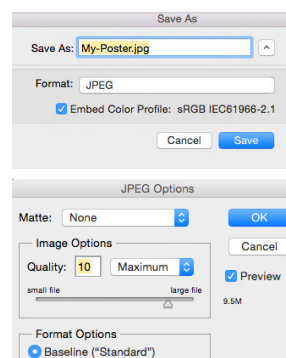 Save As
Save As: My-Poster.jpg
Format: JPEG
Embed Color Profile: sRGB IEC61966-2.1
Cancel Save
JPEG Options
Matte: None OK
Image Options Cancel
Quality: 10 Maximum Preview
small file large file 9.5M
Format Options
Baseline ("Standard")